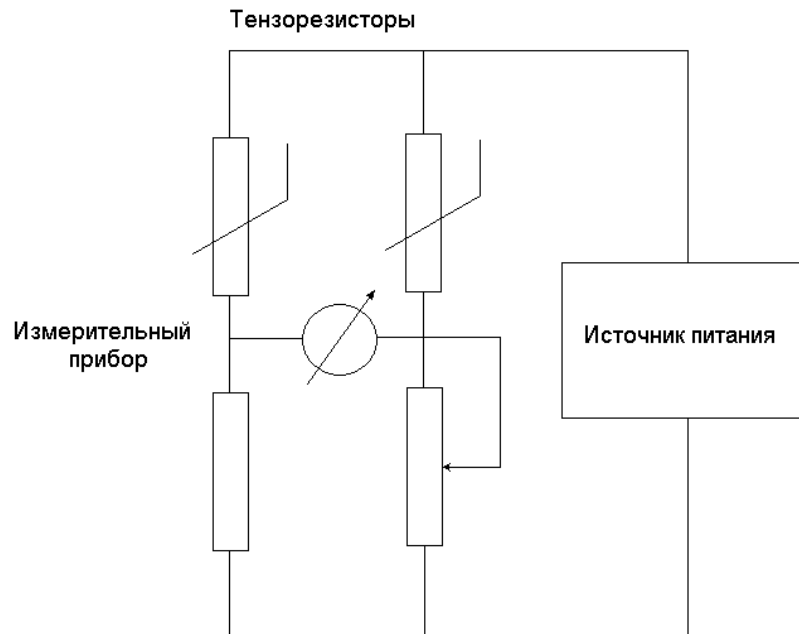 Тензорезисторы
Измерительный
прибор
Источник питания